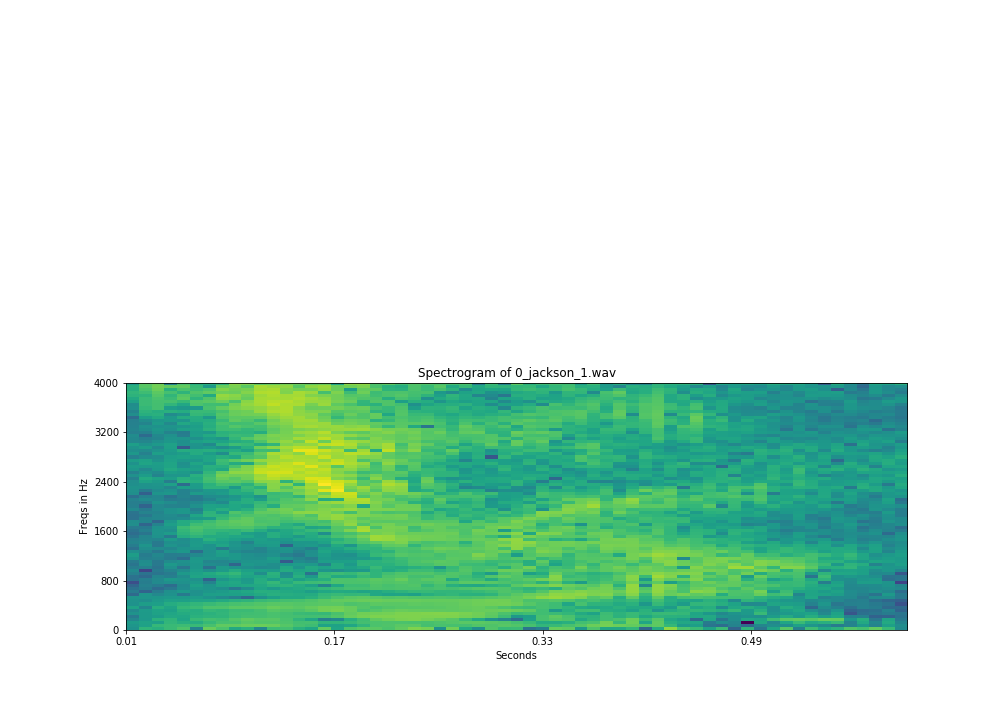 Spectrogram of 0_jackson_1.wav
4000
3200
2400
1600
800
0
Freqs in Hz
0.01 0.17 0.33 0.49
Seconds